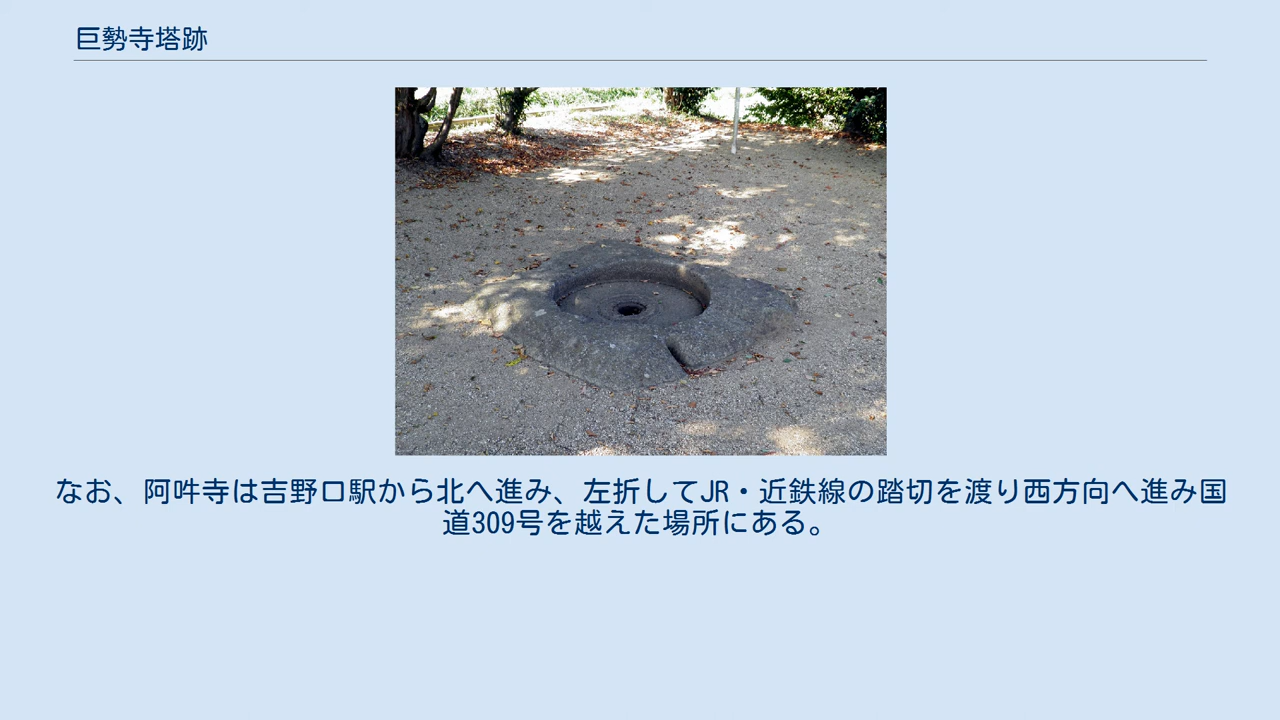 巨勢寺塔跡
なお、阿吽寺は吉野口駅から北へ進み、左折してJR・近鉄線の踏切を渡り西方向へ進み国
道309号を越えた場所にある。